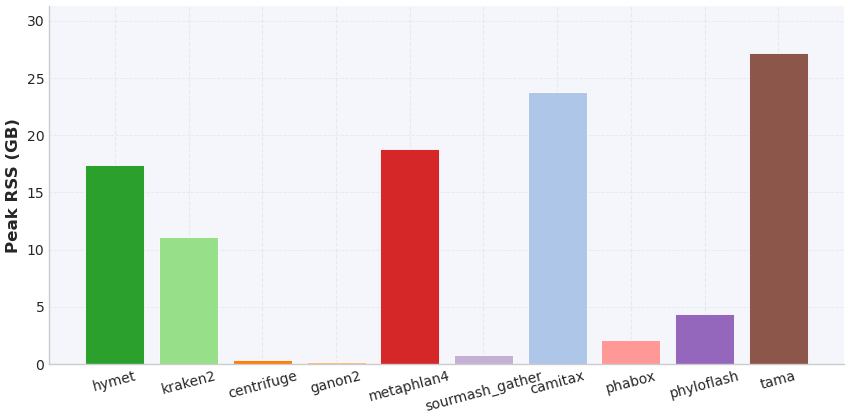 Peak RSS (GB)
30
25
20
15
10
5
0
hymet
kraken2
centrifuge
ganon2
metaphlan4
sourmash_gather
camitax
phabox
phyloflash
tama